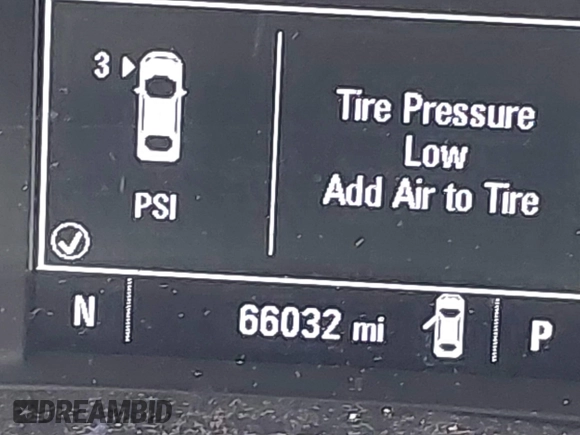 3
PSI
Tire Pressure
Low
Add Air to Tire
N
66032 mi
P
DREAMBID